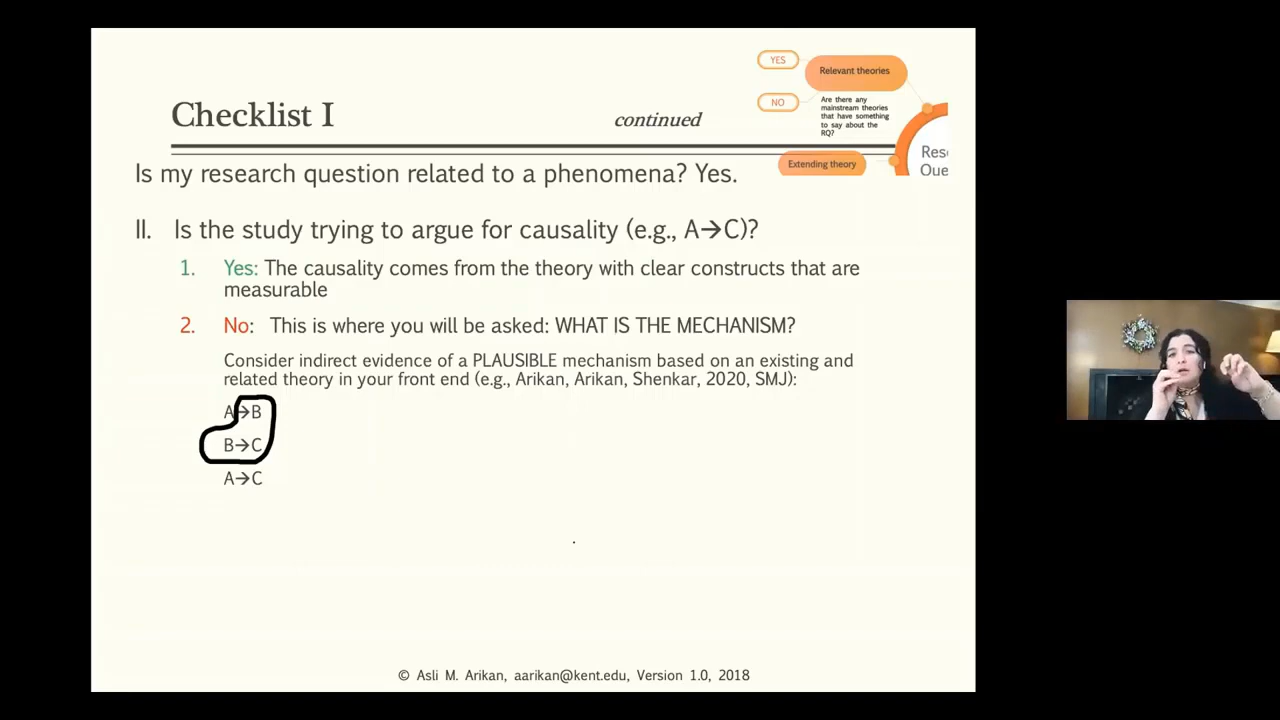 YES
Relevant theories
NO
Are there any
mainstream theories
that have something
to say about the
RQ?
Extending theory
Rese
Que
Checklist I
continued
Is my research question related to a phenomena? Yes.
II. Is the study trying to argue for causality (e.g., A→C)?
1. Yes: The causality comes from the theory with clear constructs that are
measurable
2. No: This is where you will be asked: WHAT IS THE MECHANISM?
Consider indirect evidence of a PLAUSIBLE mechanism based on an existing and
related theory in your front end (e.g., Arikan, Arikan, Shenkar, 2020, SMJ):
A→B
B→C
A→C
© Asli M. Arikan, aarikan@kent.edu, Version 1.0, 2018